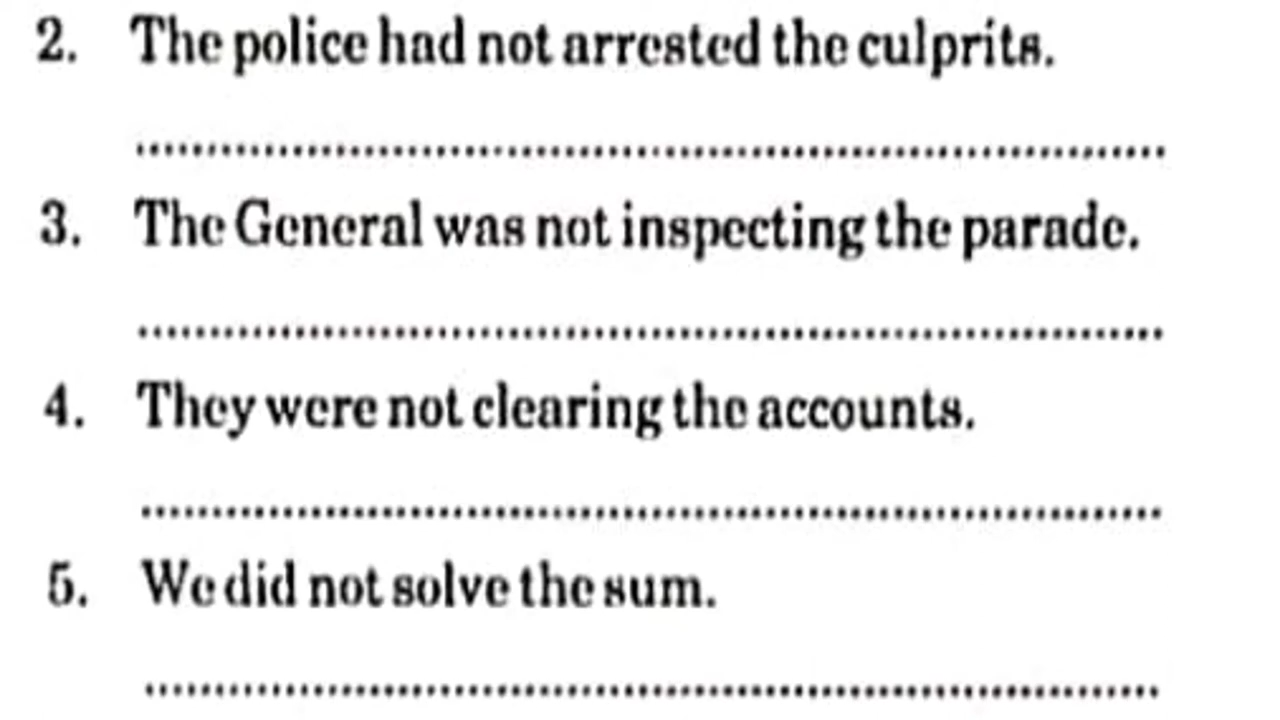 2. The police had not arrested the culprits.
3. The General was not inspecting the parade.
4. They were not clearing the accounts.
5. We did not solve the sum.